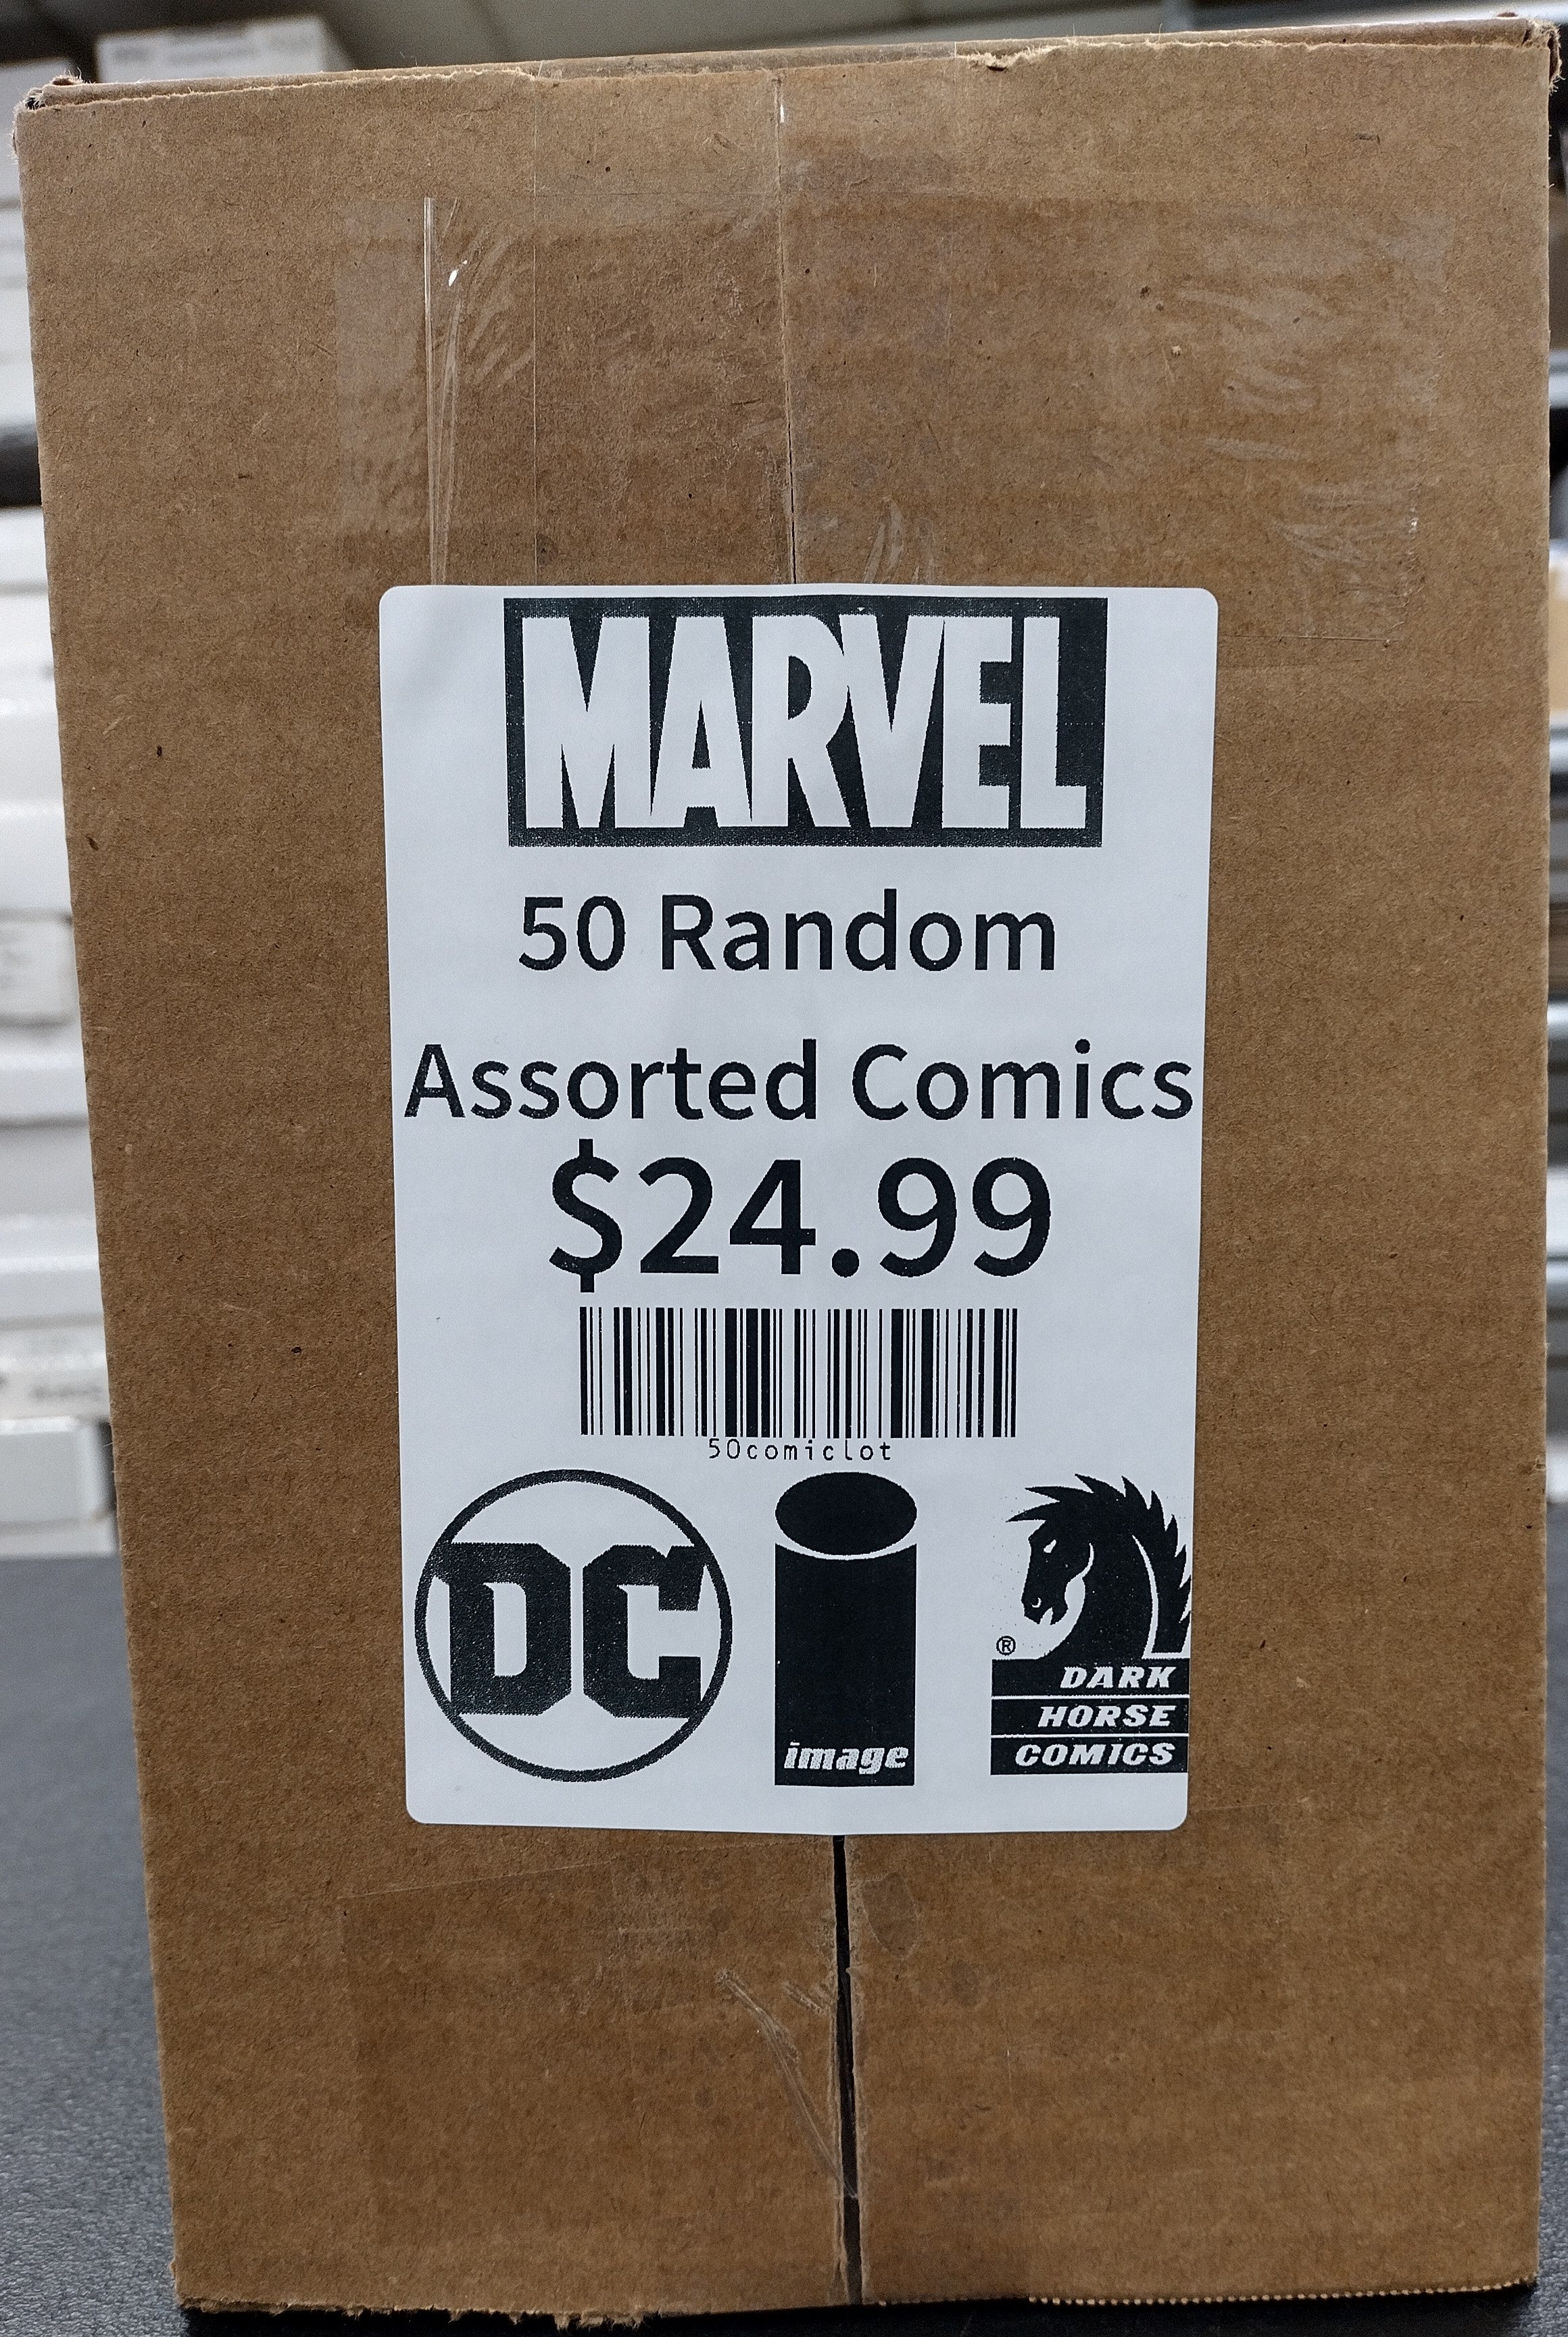 MARVEL
50 Random
Assorted Comics
$24.99
50comiclot
DC
image
®
DARK
HORSE
COMICS